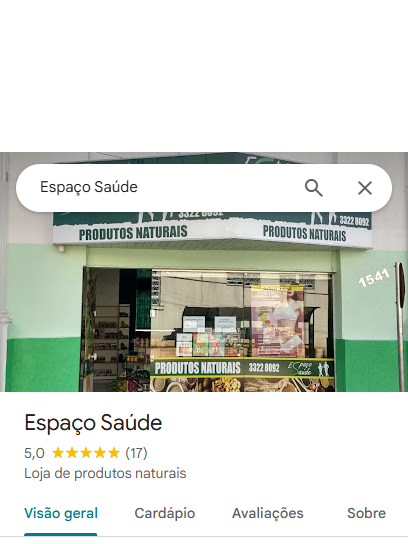 Espaço Saúde
3322 8092
3322 8092
PRODUTOS NATURAIS
PRODUTOS NATURAIS
1541
PRODUTOS NATURAIS 3322 8092 Espaço Saúde
Espaço Saúde
5,0 (17)
Loja de produtos naturais
Visão geral Cardápio Avaliações Sobre